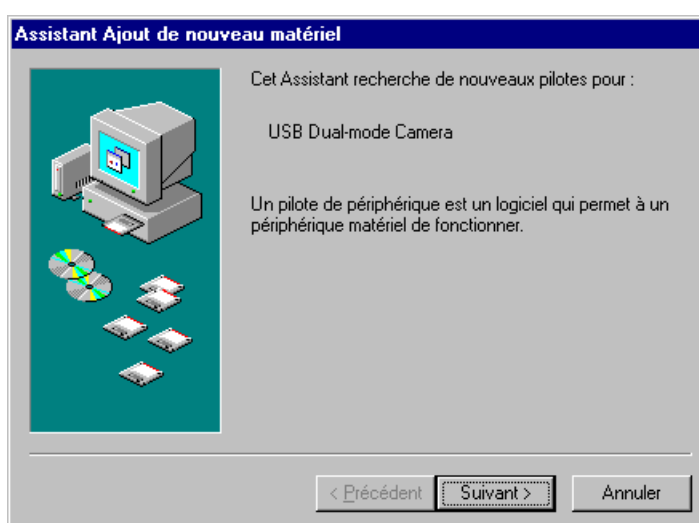 Assistant Ajout de nouveau matériel
Cet Assistant recherche de nouveaux pilotes pour :
USB Dual-mode Camera
Un pilote de périphérique est un logiciel qui permet à un
périphérique matériel de fonctionner.
< Précédent
Suivant >
Annuler